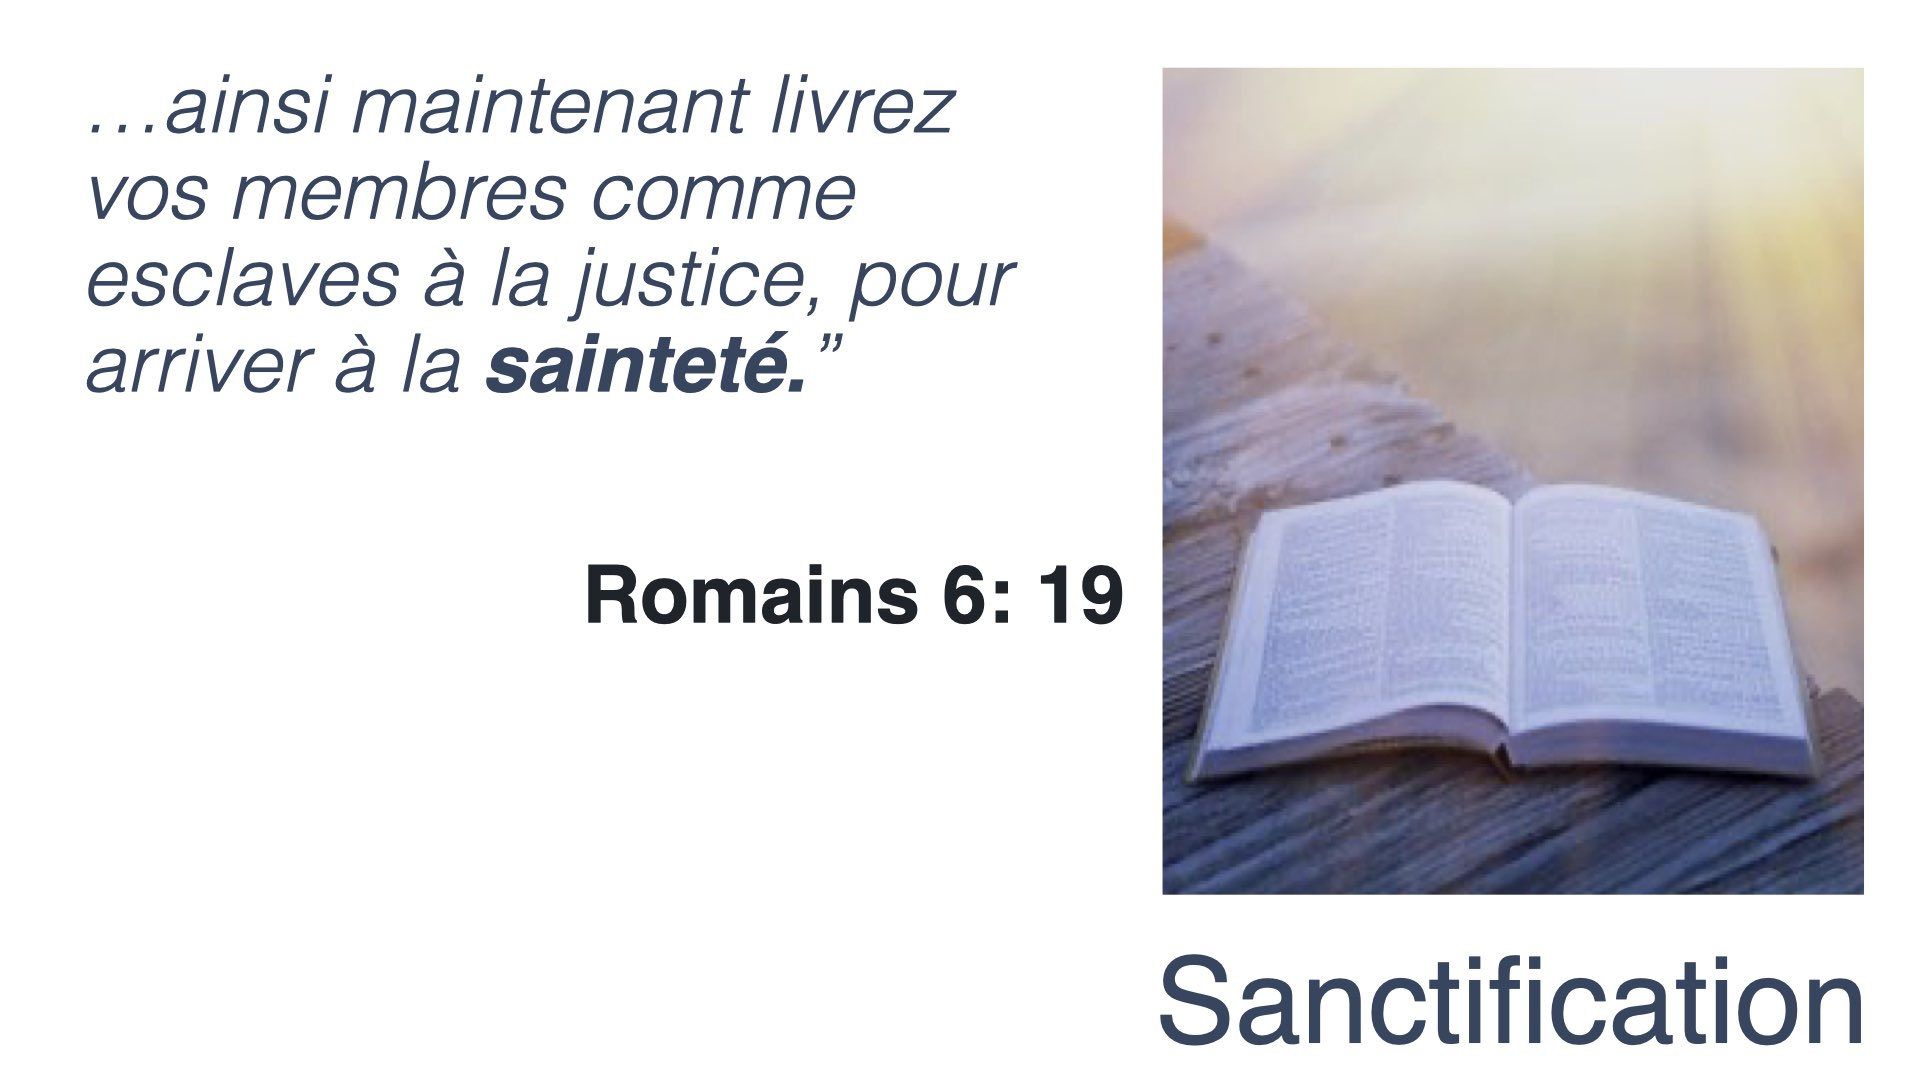 …ainsi maintenant livrez
vos membres comme
esclaves à la justice, pour
arriver à la sainteté.”
Romains 6: 19
Sanctification